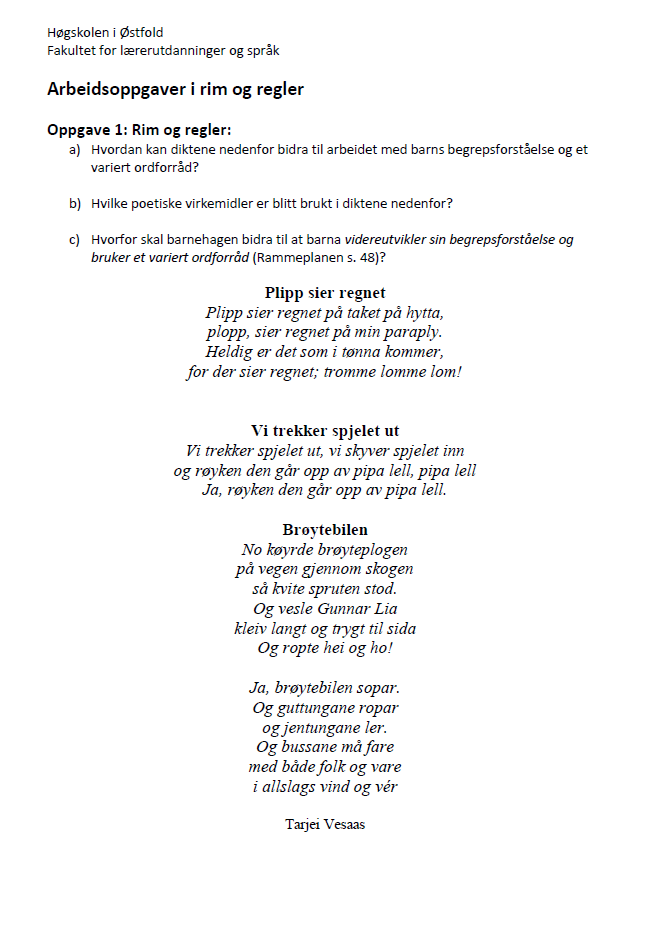 Høgskolen i Østfold
Fakultet for lærerutdanninger og språk
Arbeidsoppgaver i rim og regler
Oppgave 1: Rim og regler:
a) Hvordan kan diktene nedenfor bidra til arbeidet med barns begrepsforståelse og et
variert ordforråd?
b) Hvilke poetiske virkemidler er blitt brukt i diktene nedenfor?
c) Hvorfor skal barnehagen bidra til at barna videreutvikler sin begrepsforståelse og
bruker et variert ordforråd (Rammeplanen s. 48)?
Plipp sier regnet
Plipp sier regnet på taket på hytta,
plopp, sier regnet på min paraply.
Heldig er det som i tønna kommer,
for der sier regnet; tromme lomme lom!
Vi trekker spjelet ut
Vi trekker spjelet ut, vi skyver spjelet inn
og røyken den går opp av pipa lell, pipa lell
Ja, røyken den går opp av pipa lell.
Brøytebilen
No køyrde brøyteplogen
på vegen gjennom skogen
så kvite spruten stod.
Og vesle Gunnar Lia
kleiv langt og trygt til sida
Og ropte hei og ho!
Ja, brøytebilen sopar.
Og guttungane ropar
og jentungane ler.
Og bussane må fare
med både folk og vare
i allslags vind og vér
Tarjei Vesaas